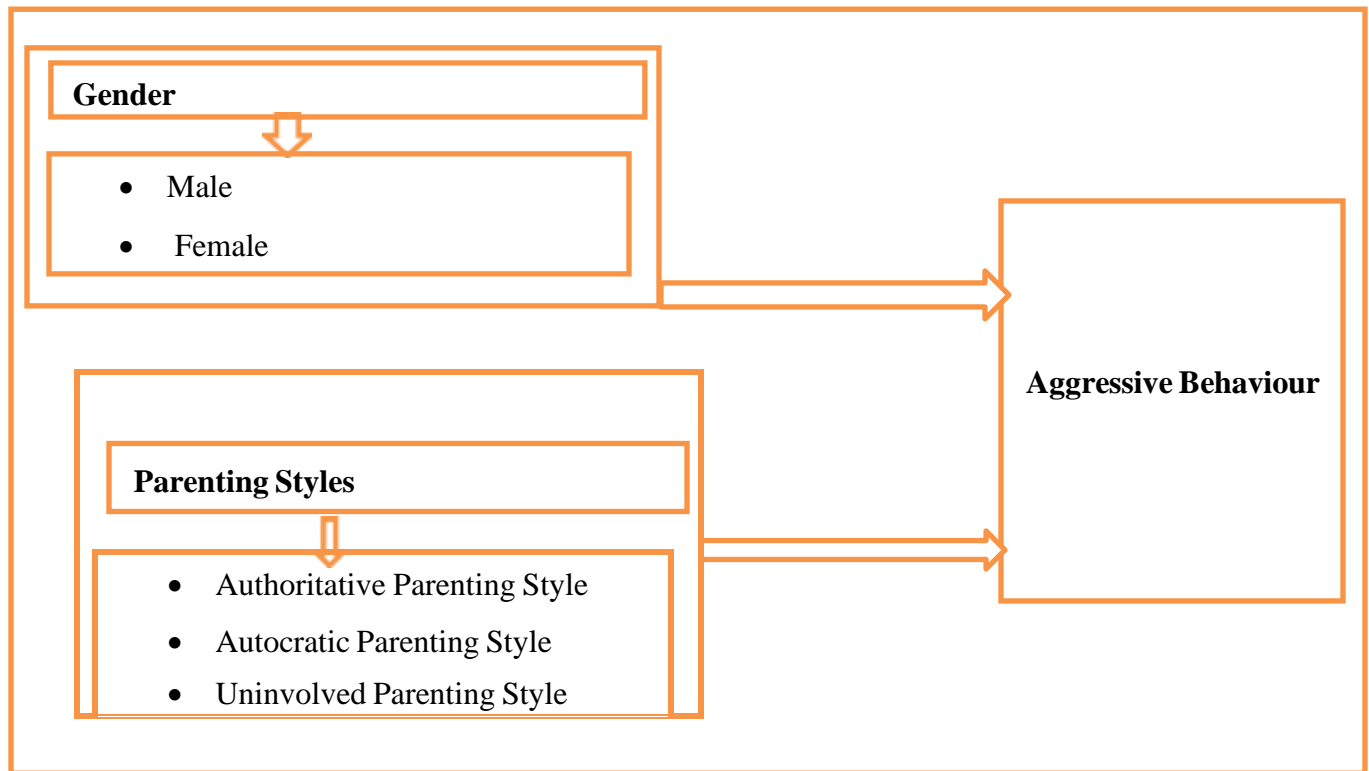 Gender
• Male
• Female
Aggressive Behaviour
Parenting Styles
• Authoritative Parenting Style
• Autocratic Parenting Style
• Uninvolved Parenting Style